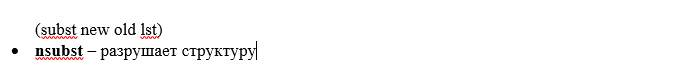 (subst new old lst)
• nsubst – разрушает структуру